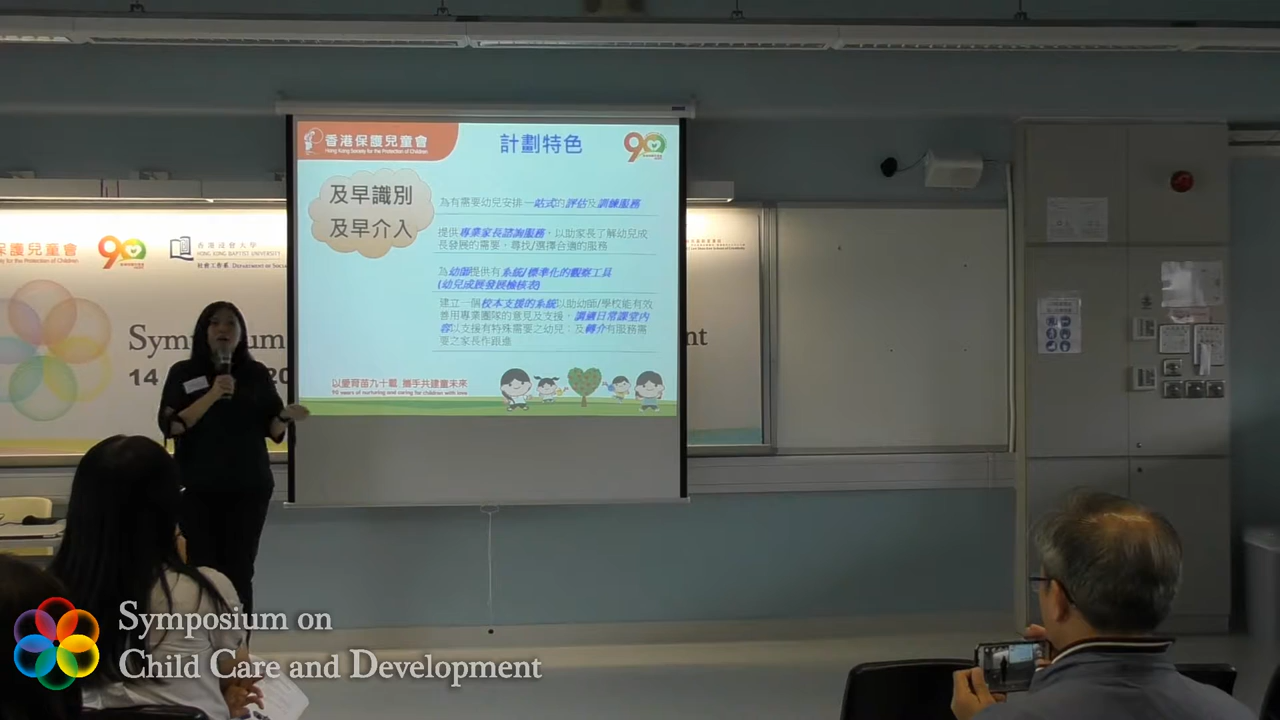 香港保護兒童會
Hong Kong Society for the Protection of Children
計劃特色
90
及早識別
及早介入
為有需要幼兒安排一站式的評估及訓練服務
提供專業家長諮詢服務，以助家長了解幼兒成
長發展的需要，尋找/選擇合適的服務
為幼師提供有系統/標準化的觀察工具
(幼兒成長發展檢核表)
建立一個校本支援的系統以助幼師/學校能有效
善用專業團隊的意見及支援，調適日常課堂內
容以支援有特殊需要之幼兒；及轉介有服務需
要之家長作跟進
以愛育苗九十載 攜手共建童未來
90 years of nurturing and caring for children with love
保護兒童會
90
香港浸會大學
HONG KONG BAPTIST UNIVERSITY
社會工作系
Symposium
14
Symposium on
Child Care and Development